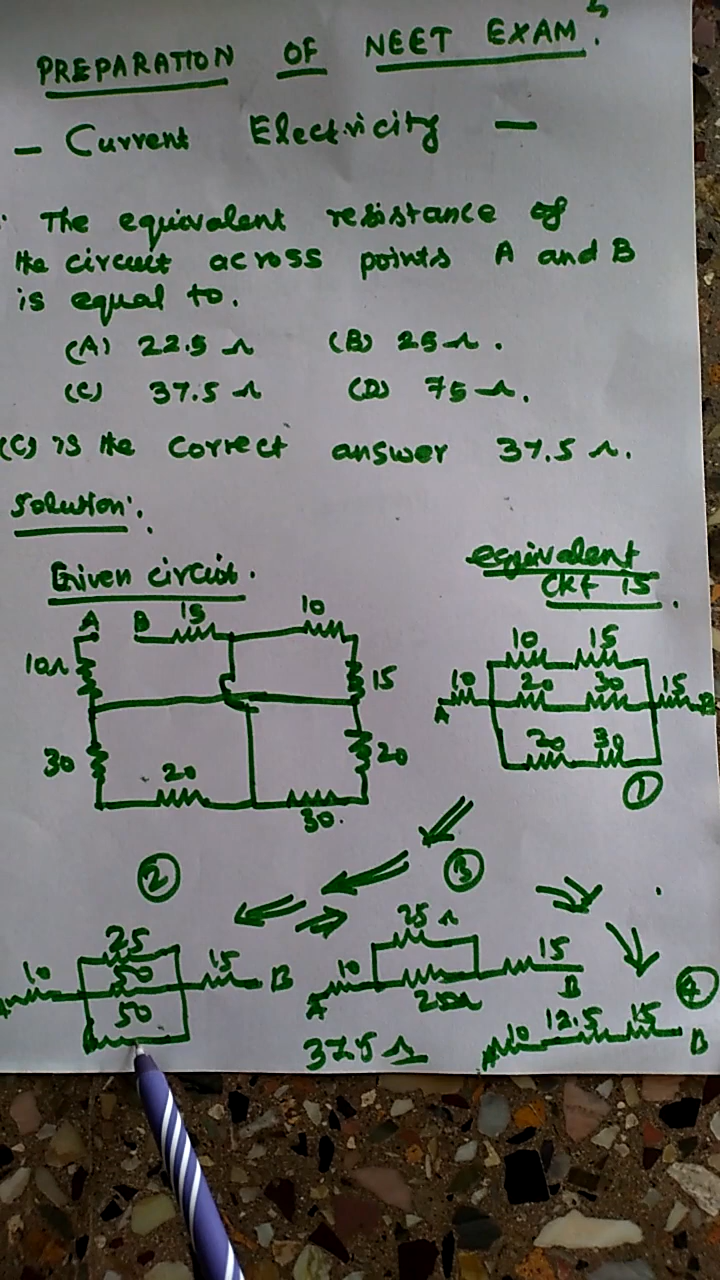 PREPARATION OF NEET EXAM.
- Current Electricity -
The equivalent resistance of
the circuit across points A and B
is equal to.
(A) 22.5 Ω (B) 25 Ω.
(C) 37.5 Ω (D) 75 Ω.
(C) is the correct answer 37.5 Ω.
Solution:
Given circuit.
equivalent
ckt is.
A B 15 10
10Ω 15
30 20 20
30.
10 15
10 20 30 15
A B
20 30
1
2 3
25
10 50 15 B
50
25 Ω
10 15
A 25Ω B
37.5 Ω
4
10 12.5 15
A B